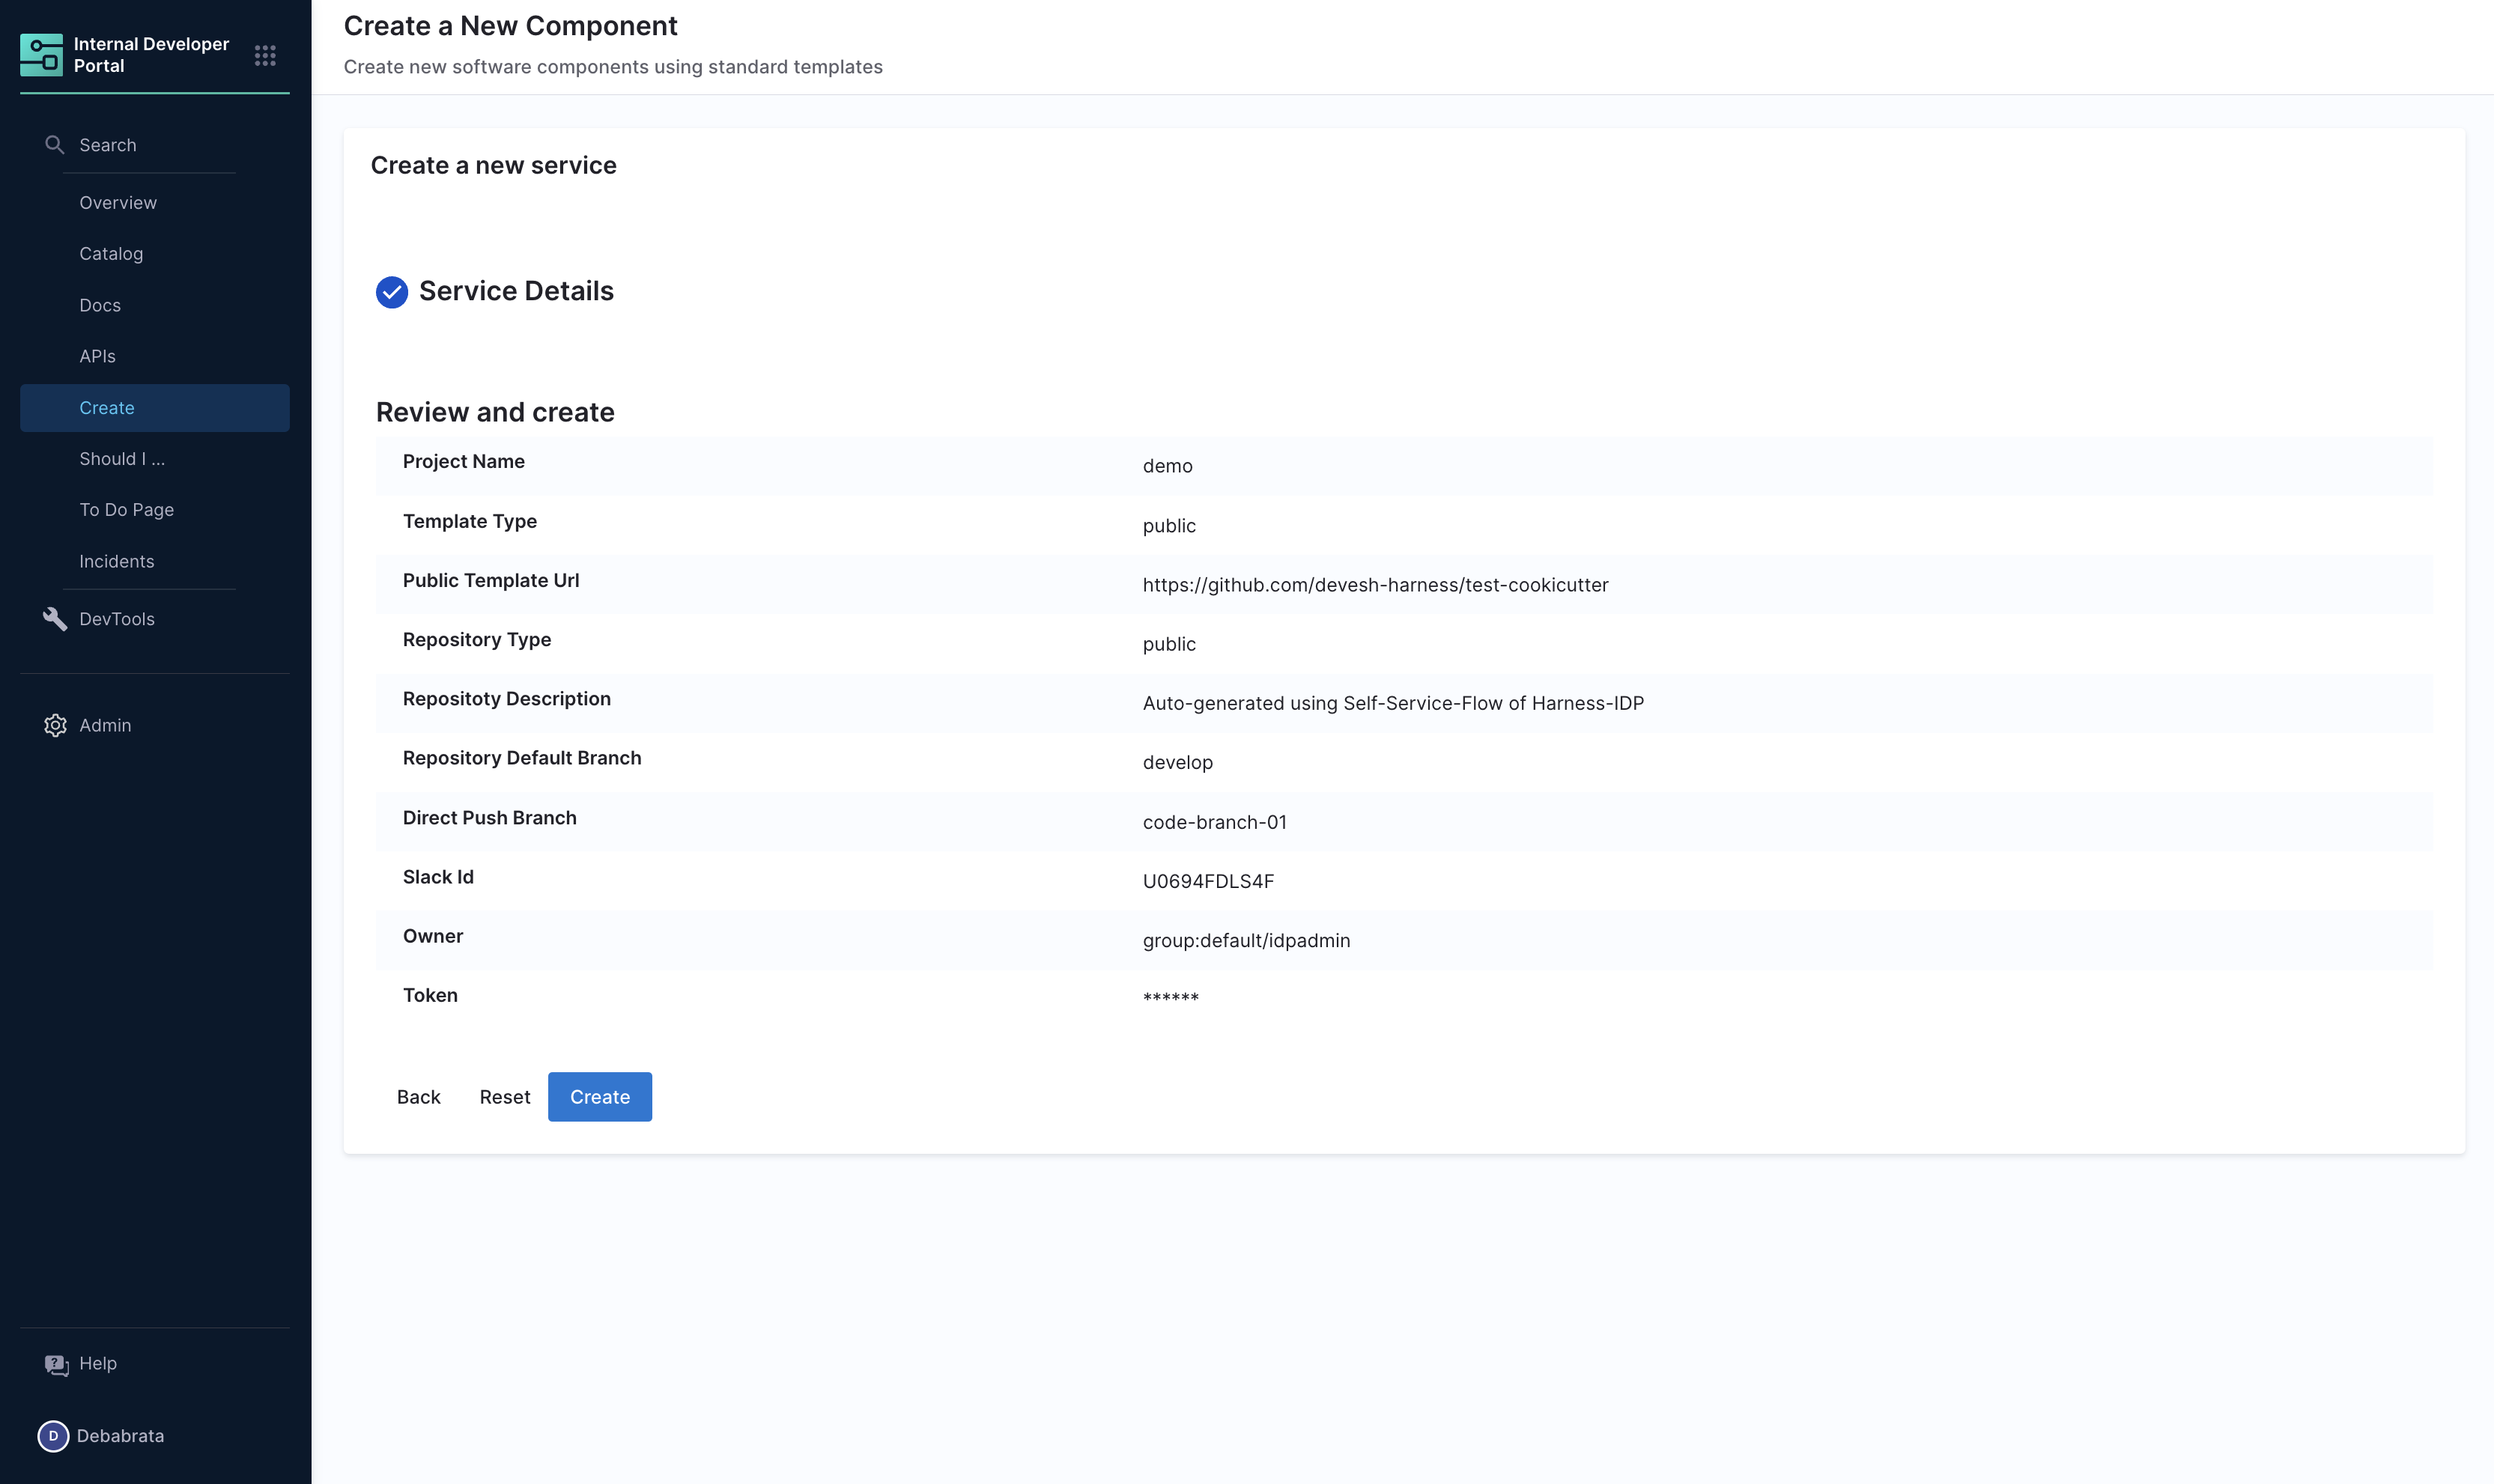 Internal Developer
Portal
Search
Overview
Catalog
Docs
APIs
Create
Should I ...
To Do Page
Incidents
DevTools
Admin
Help
D Debabrata
Create a New Component
Create new software components using standard templates
Create a new service
Service Details
Review and create
Project Name demo
Template Type public
Public Template Url https://github.com/devesh-harness/test-cookicutter
Repository Type public
Repositoty Description Auto-generated using Self-Service-Flow of Harness-IDP
Repository Default Branch develop
Direct Push Branch code-branch-01
Slack Id U0694FDLS4F
Owner group:default/idpadmin
Token ******
Back Reset Create